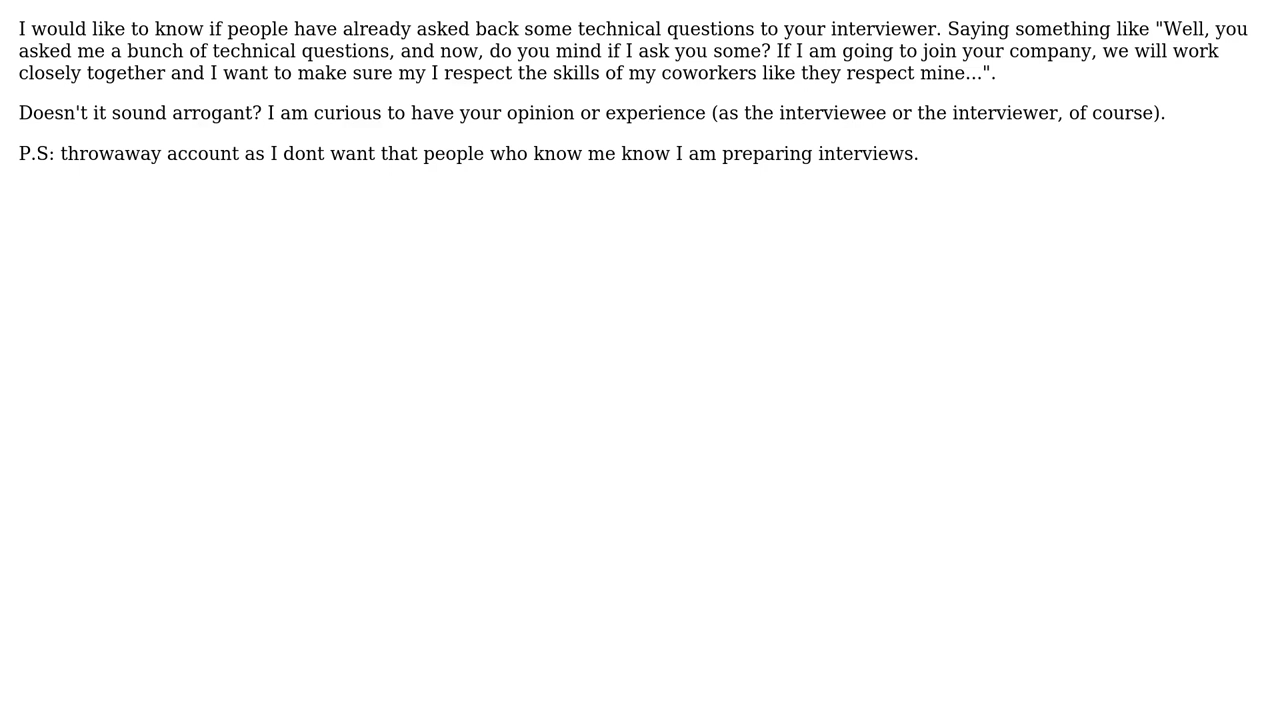 I would like to know if people have already asked back some technical questions to your interviewer. Saying something like "Well, you
asked me a bunch of technical questions, and now, do you mind if I ask you some? If I am going to join your company, we will work
closely together and I want to make sure my I respect the skills of my coworkers like they respect mine...".
Doesn't it sound arrogant? I am curious to have your opinion or experience (as the interviewee or the interviewer, of course).
P.S: throwaway account as I dont want that people who know me know I am preparing interviews.